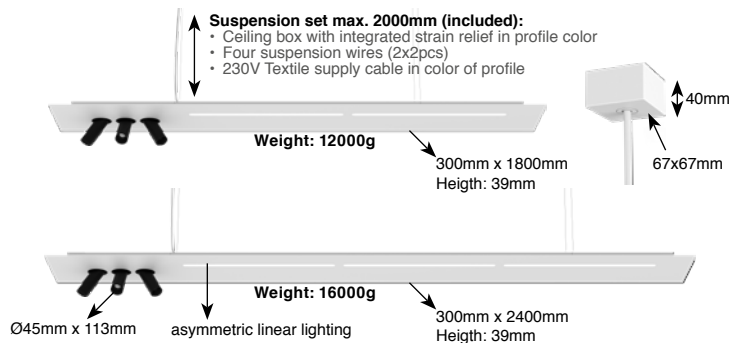 Suspension set max. 2000mm (included):
• Ceiling box with integrated strain relief in profile color
• Four suspension wires (2x2pcs)
• 230V Textile supply cable in color of profile
40mm
67x67mm
Weight: 12000g
300mm x 1800mm
Heigth: 39mm
Weight: 16000g
300mm x 2400mm
Heigth: 39mm
Ø45mm x 113mm
asymmetric linear lighting